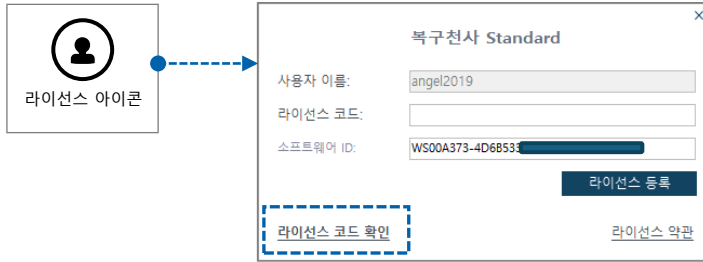 라이선스 아이콘
×
복구천사 Standard
사용자 이름: angel2019
라이선스 코드:
소프트웨어 ID: WS00A373-4D6B533
라이선스 등록
라이선스 코드 확인 라이선스 약관